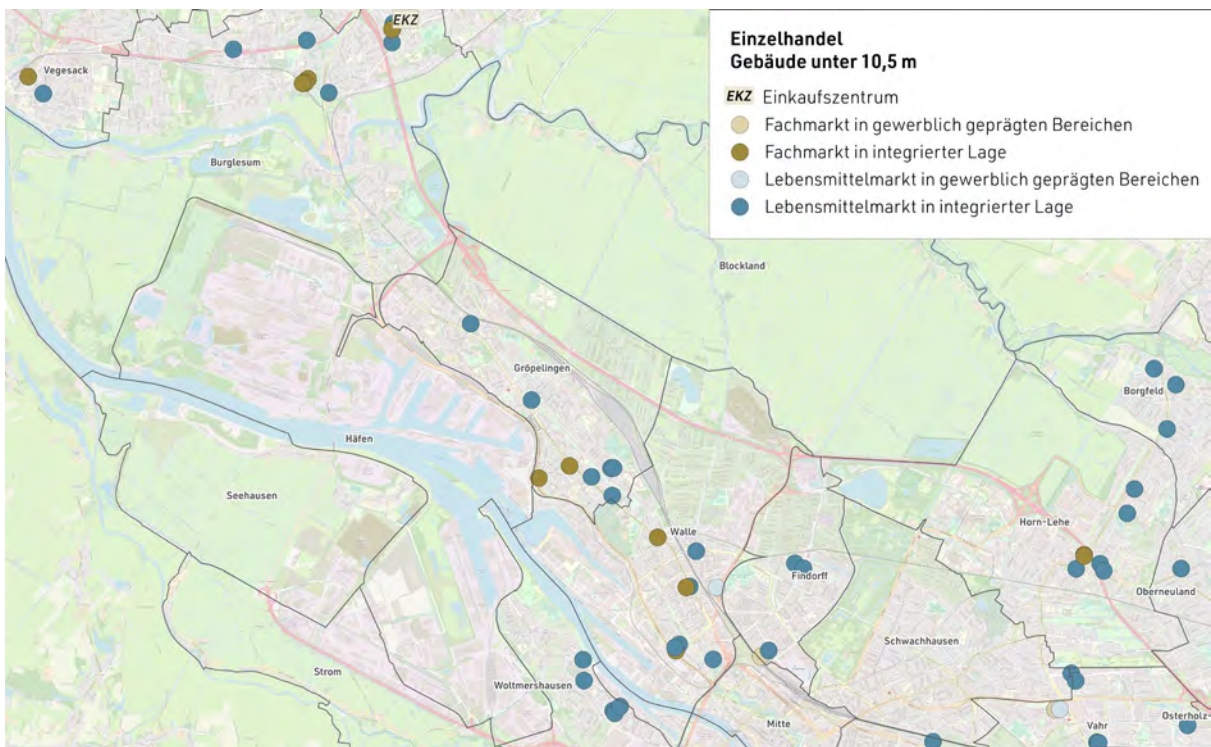 EKZ
Vegesack
Burglesum
Blockland
Gröpelingen
Borgfeld
Häfen
Seehausen
Horn-Lehe
Walle
Findorff
Oberneuland
Schwachhausen
Strom
Woltmershausen
Mitte
Vahr
Osterholz-
Einzelhandel
Gebäude unter 10,5 m
EKZ Einkaufszentrum
Fachmarkt in gewerblich geprägten Bereichen
Fachmarkt in integrierter Lage
Lebensmittelmarkt in gewerblich geprägten Bereichen
Lebensmittelmarkt in integrierter Lage